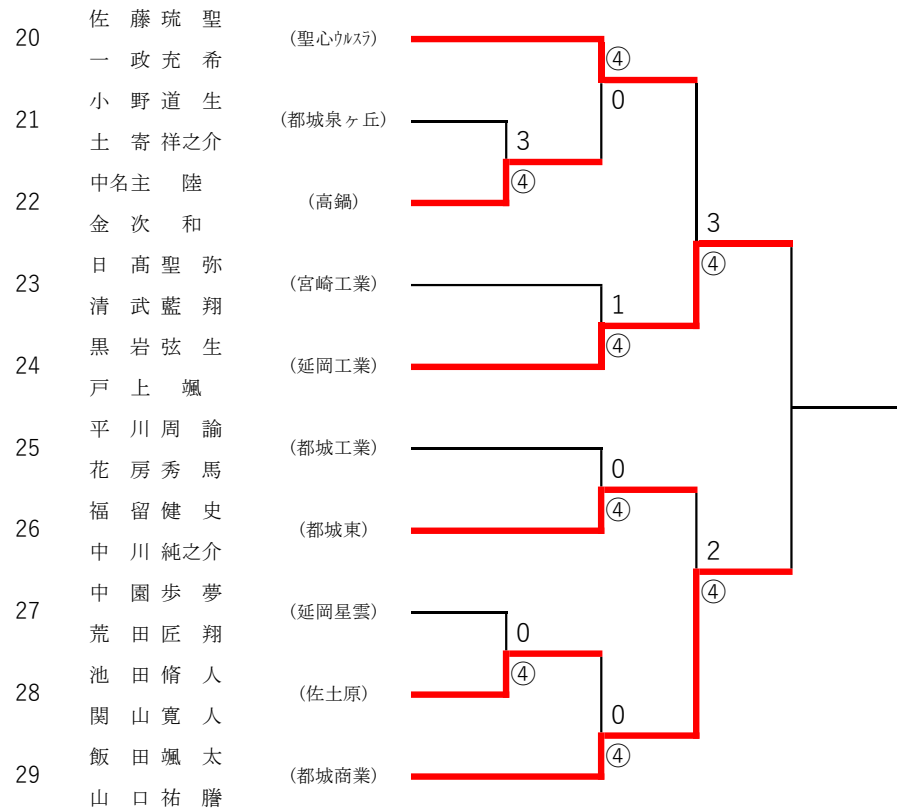 佐藤琉聖
20 (聖心ウルスラ)
一政充希 ④
小野道生 0
21 (都城泉ヶ丘)
土寄祥之介 3
中名主陸 ④
22 (高鍋)
金次和 3
日髙聖弥 ④
23 (宮崎工業)
清武藍翔 1
黒岩弦生 ④
24 (延岡工業)
戸上颯
平川周諭
25 (都城工業)
花房秀馬 0
福留健史 ④
26 (都城東)
中川純之介 2
中園歩夢 ④
27 (延岡星雲)
荒田匠翔 0
池田脩人 ④
28 (佐土原)
関山寛人 0
飯田颯太 ④
29 (都城商業)
山口祐謄